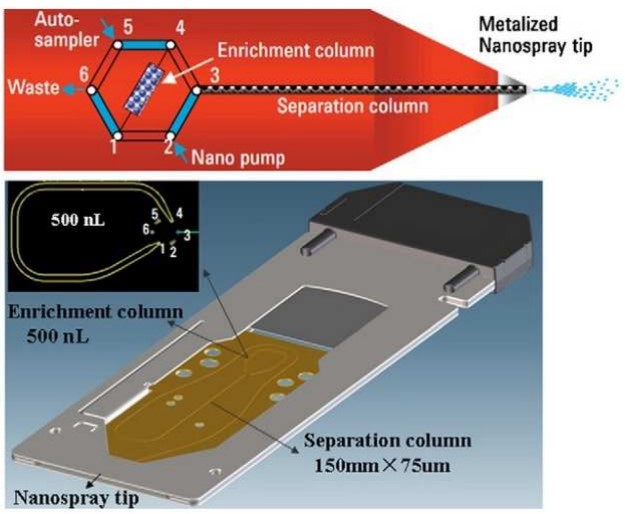 Auto-
sampler
5
4
Metalized
Nanospray tip
Enrichment column
Waste
6
3
Separation column
1
2
Nano pump
500 nL
5
4
6
3
1
2
Enrichment column
500 nL
Separation column
150mm×75um
Nanospray tip